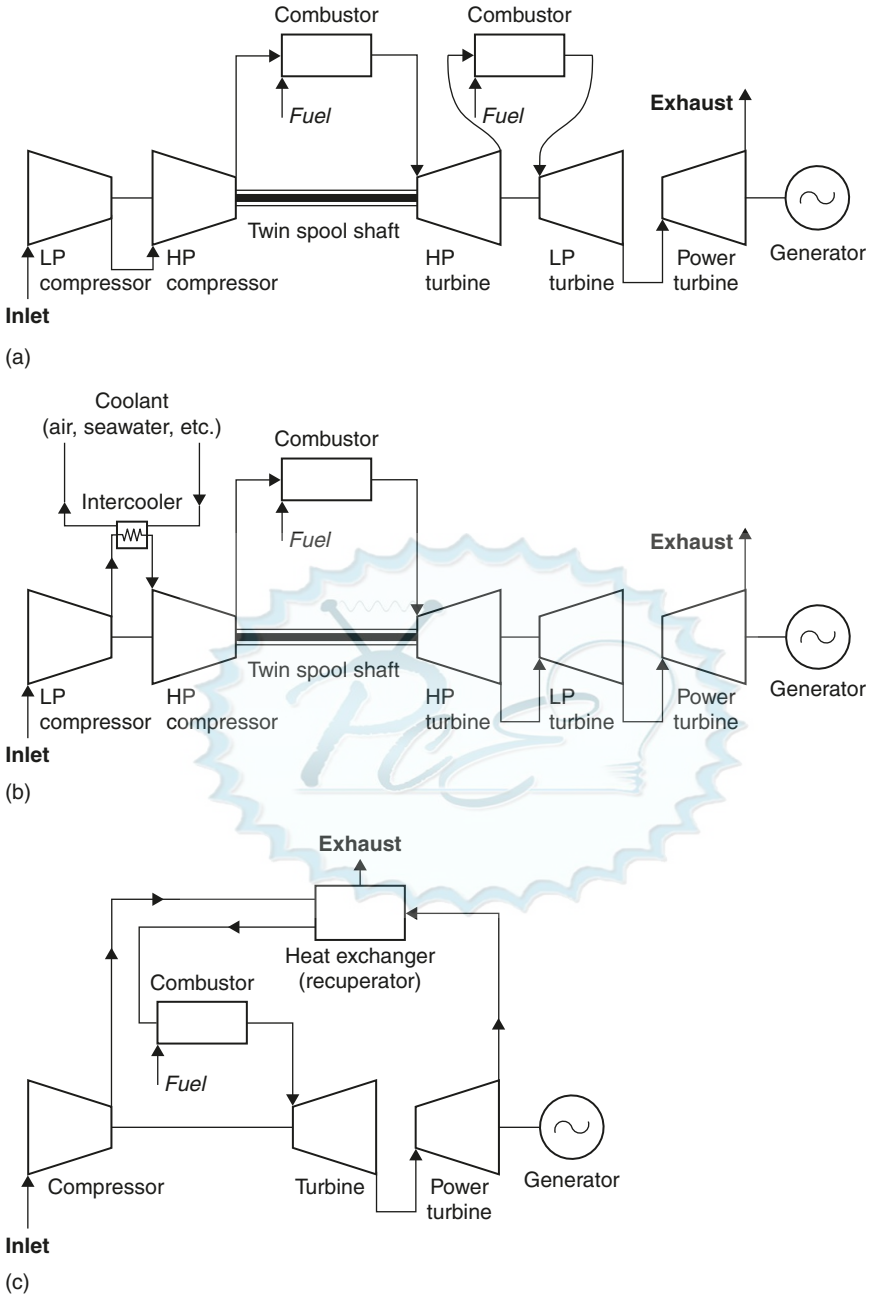 Combustor
Combustor
Fuel
Fuel
Exhaust
Twin spool shaft
LP
compressor
HP
compressor
HP
turbine
LP
turbine
Power
turbine
Generator
Inlet
(a)
Coolant
(air, seawater, etc.)
Combustor
Intercooler
Fuel
Exhaust
Twin spool shaft
LP
compressor
HP
compressor
HP
turbine
LP
turbine
Power
turbine
Generator
Inlet
(b)
PCE
Exhaust
Heat exchanger
(recuperator)
Combustor
Fuel
Compressor
Turbine
Power
turbine
Generator
Inlet
(c)